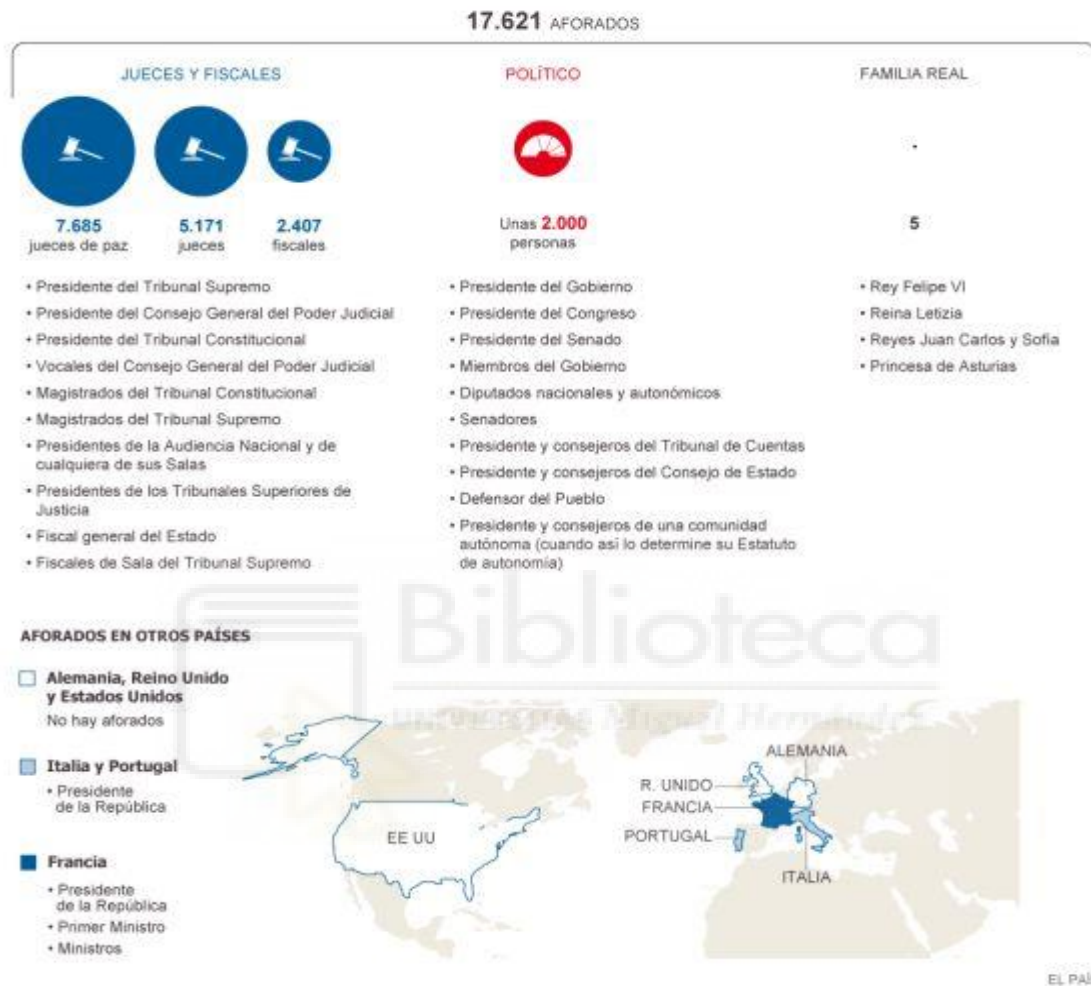 17.621 AFORADOS
JUECES Y FISCALES
7.685
jueces de paz
5.171
jueces
2.407
fiscales
• Presidente del Tribunal Supremo
• Presidente del Consejo General del Poder Judicial
• Presidente del Tribunal Constitucional
• Vocales del Consejo General del Poder Judicial
• Magistrados del Tribunal Constitucional
• Magistrados del Tribunal Supremo
• Presidentes de la Audiencia Nacional y de
cualquiera de sus Salas
• Presidentes de los Tribunales Superiores de
Justicia
• Fiscal general del Estado
• Fiscales de Sala del Tribunal Supremo
POLÍTICO
Unas 2.000
personas
• Presidente del Gobierno
• Presidente del Congreso
• Presidente del Senado
• Miembros del Gobierno
• Diputados nacionales y autonómicos
• Senadores
• Presidente y consejeros del Tribunal de Cuentas
• Presidente y consejeros del Consejo de Estado
• Defensor del Pueblo
• Presidente y consejeros de una comunidad
autónoma (cuando así lo determine su Estatuto
de autonomía)
FAMILIA REAL
-
5
• Rey Felipe VI
• Reina Letizia
• Reyes Juan Carlos y Sofía
• Princesa de Asturias
Biblioteca
UNIVERSITAS Miguel Hernández
AFORADOS EN OTROS PAÍSES
Alemania, Reino Unido
y Estados Unidos
No hay aforados
Italia y Portugal
• Presidente
de la República
Francia
• Presidente
de la República
• Primer Ministro
• Ministros
EE UU
ALEMANIA
R. UNIDO
FRANCIA
PORTUGAL
ITALIA
EL PAÍ